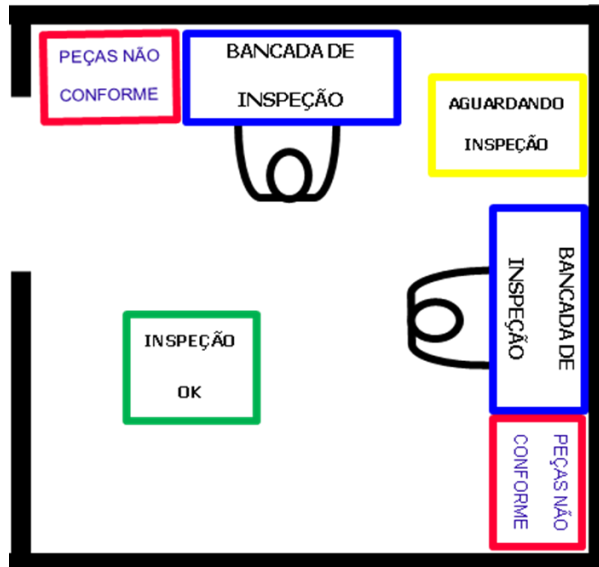 PEÇAS NÃO
CONFORME
BANCADA DE
INSPEÇÃO
AGUARDANDO
INSPEÇÃO
BANCADA DE
INSPEÇÃO
INSPEÇÃO
OK
PEÇAS NÃO
CONFORME